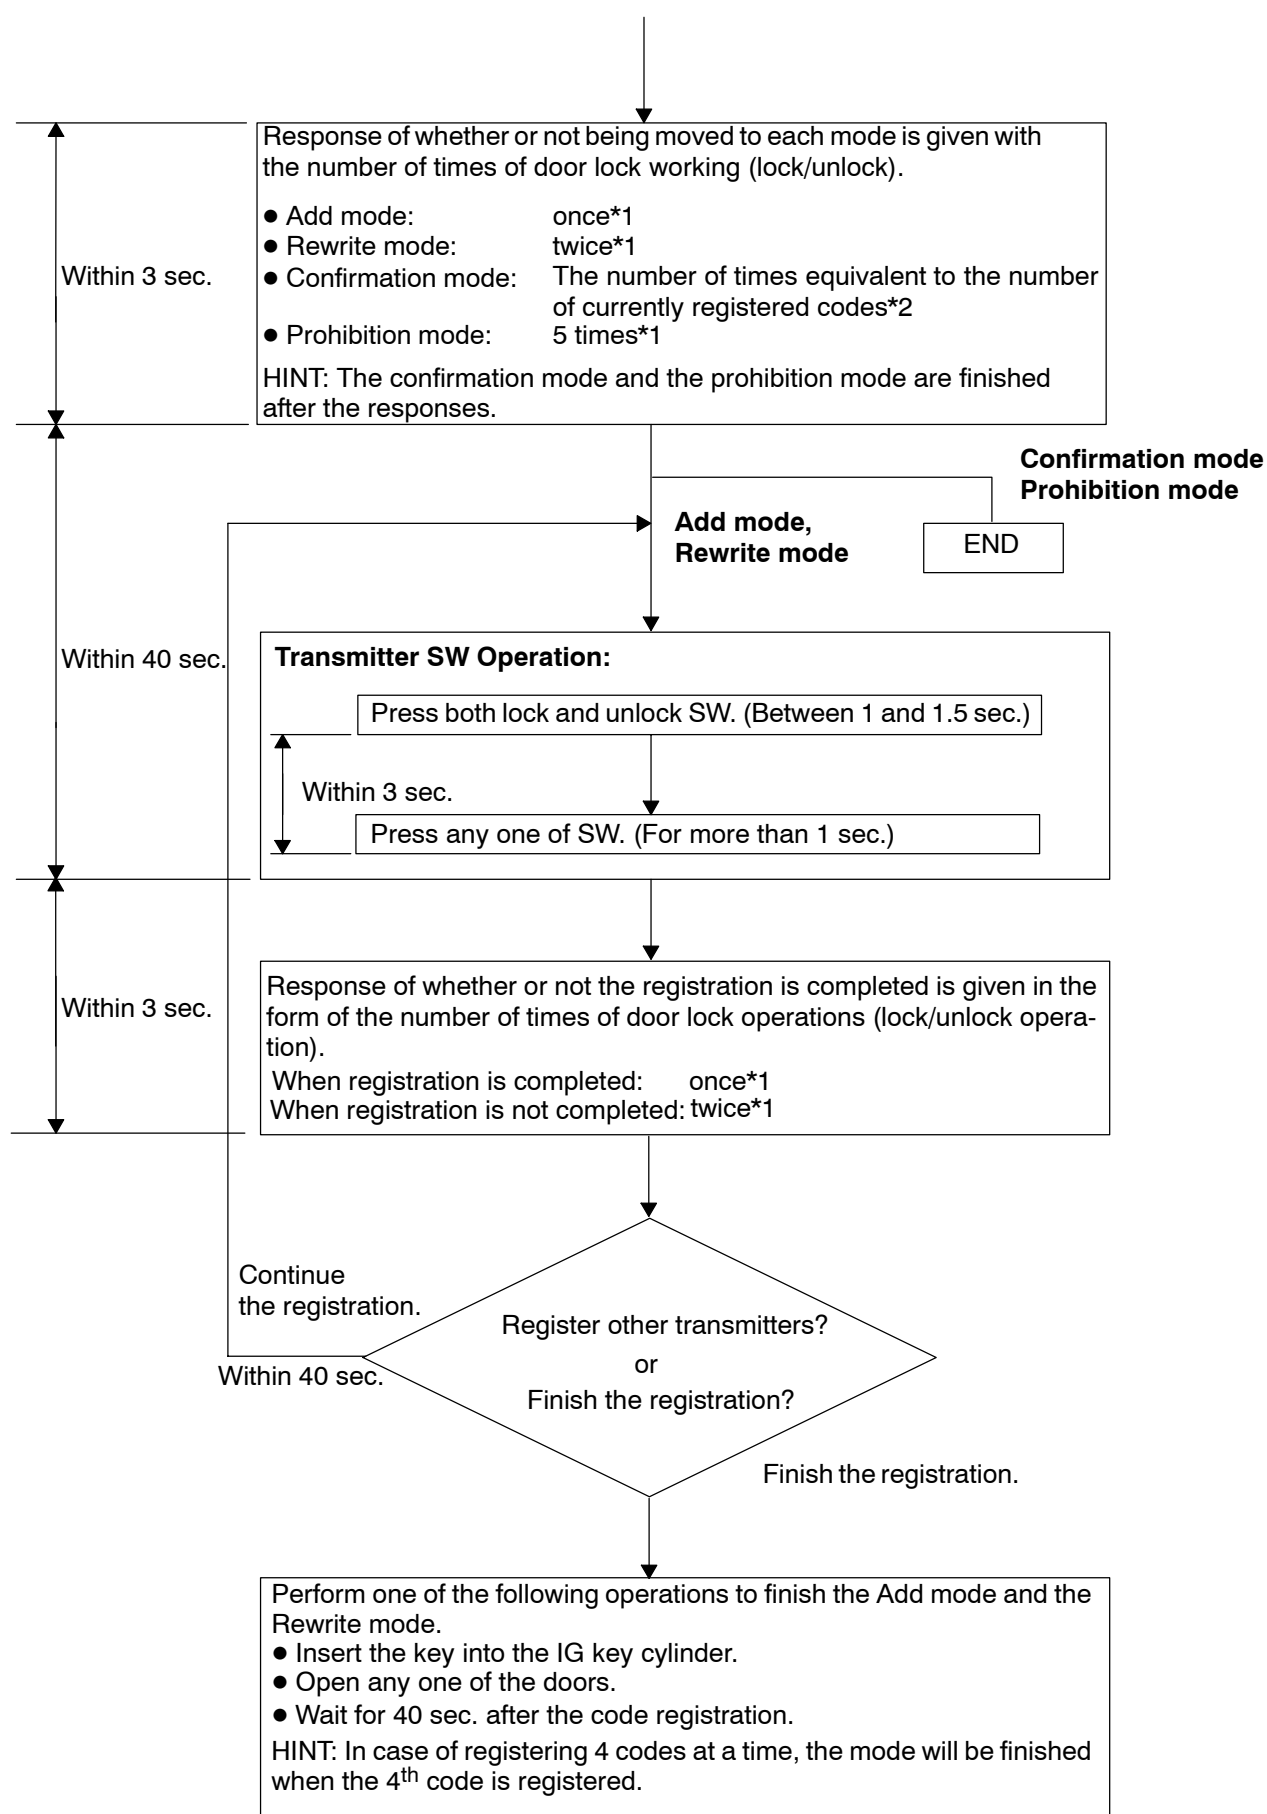 Response of whether or not being moved to each mode is given with
the number of times of door lock working (lock/unlock).
● Add mode: once*1
● Rewrite mode: twice*1
● Confirmation mode: The number of times equivalent to the number
of currently registered codes*2
● Prohibition mode: 5 times*1
HINT: The confirmation mode and the prohibition mode are finished
after the responses.
Within 3 sec.
Confirmation mode
Prohibition mode
Add mode,
Rewrite mode
END
Within 40 sec.
Transmitter SW Operation:
Press both lock and unlock SW. (Between 1 and 1.5 sec.)
Within 3 sec.
Press any one of SW. (For more than 1 sec.)
Within 3 sec.
Response of whether or not the registration is completed is given in the
form of the number of times of door lock operations (lock/unlock opera-
tion).
When registration is completed: once*1
When registration is not completed: twice*1
Continue
the registration.
Within 40 sec.
Register other transmitters?
or
Finish the registration?
Finish the registration.
Perform one of the following operations to finish the Add mode and the
Rewrite mode.
● Insert the key into the IG key cylinder.
● Open any one of the doors.
● Wait for 40 sec. after the code registration.
HINT: In case of registering 4 codes at a time, the mode will be finished
when the 4th code is registered.